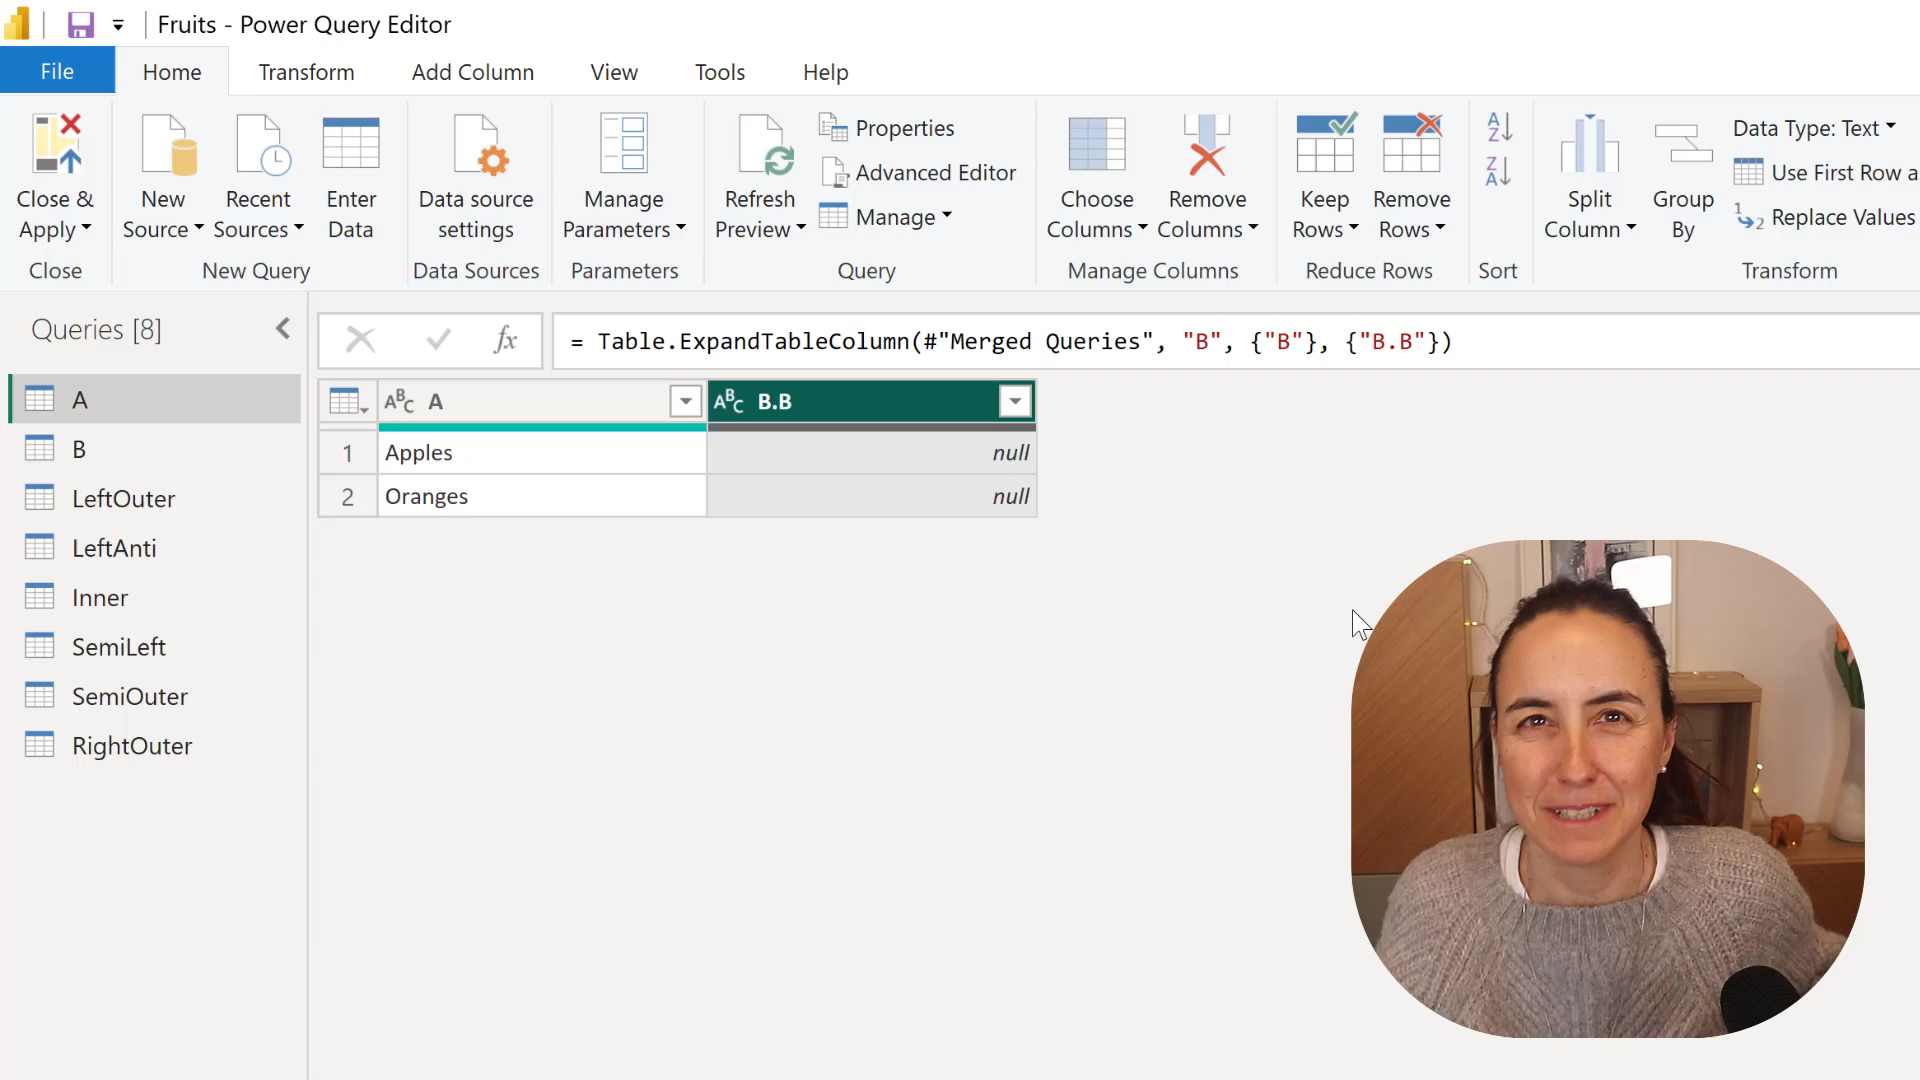 Fruits - Power Query Editor
File Home Transform Add Column View Tools Help
Close & Apply
New Source
Recent Sources
Enter Data
Data source settings
Manage Parameters
Refresh Preview
Properties
Advanced Editor
Manage
Choose Columns
Remove Columns
Keep Rows
Remove Rows
A Z
Z A
Split Column
Group By
Data Type: Text
Use First Row a
1 2 Replace Values
Close
New Query
Data Sources
Parameters
Query
Manage Columns
Reduce Rows
Sort
Transform
Queries [8]
fx
= Table.ExpandTableColumn(#"Merged Queries", "B", {"B"}, {"B.B"})
A
B
LeftOuter
LeftAnti
Inner
SemiLeft
SemiOuter
RightOuter
ABC A ABC B.B
1 Apples null
2 Oranges null